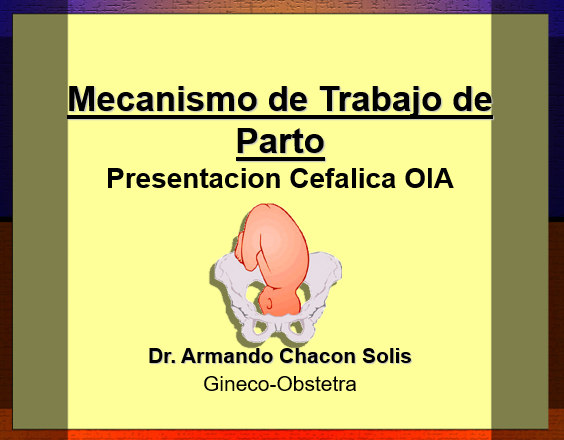 Mecanismo de Trabajo de
Parto
Presentacion Cefalica OIA
Dr. Armando Chacon Solis
Gineco-Obstetra